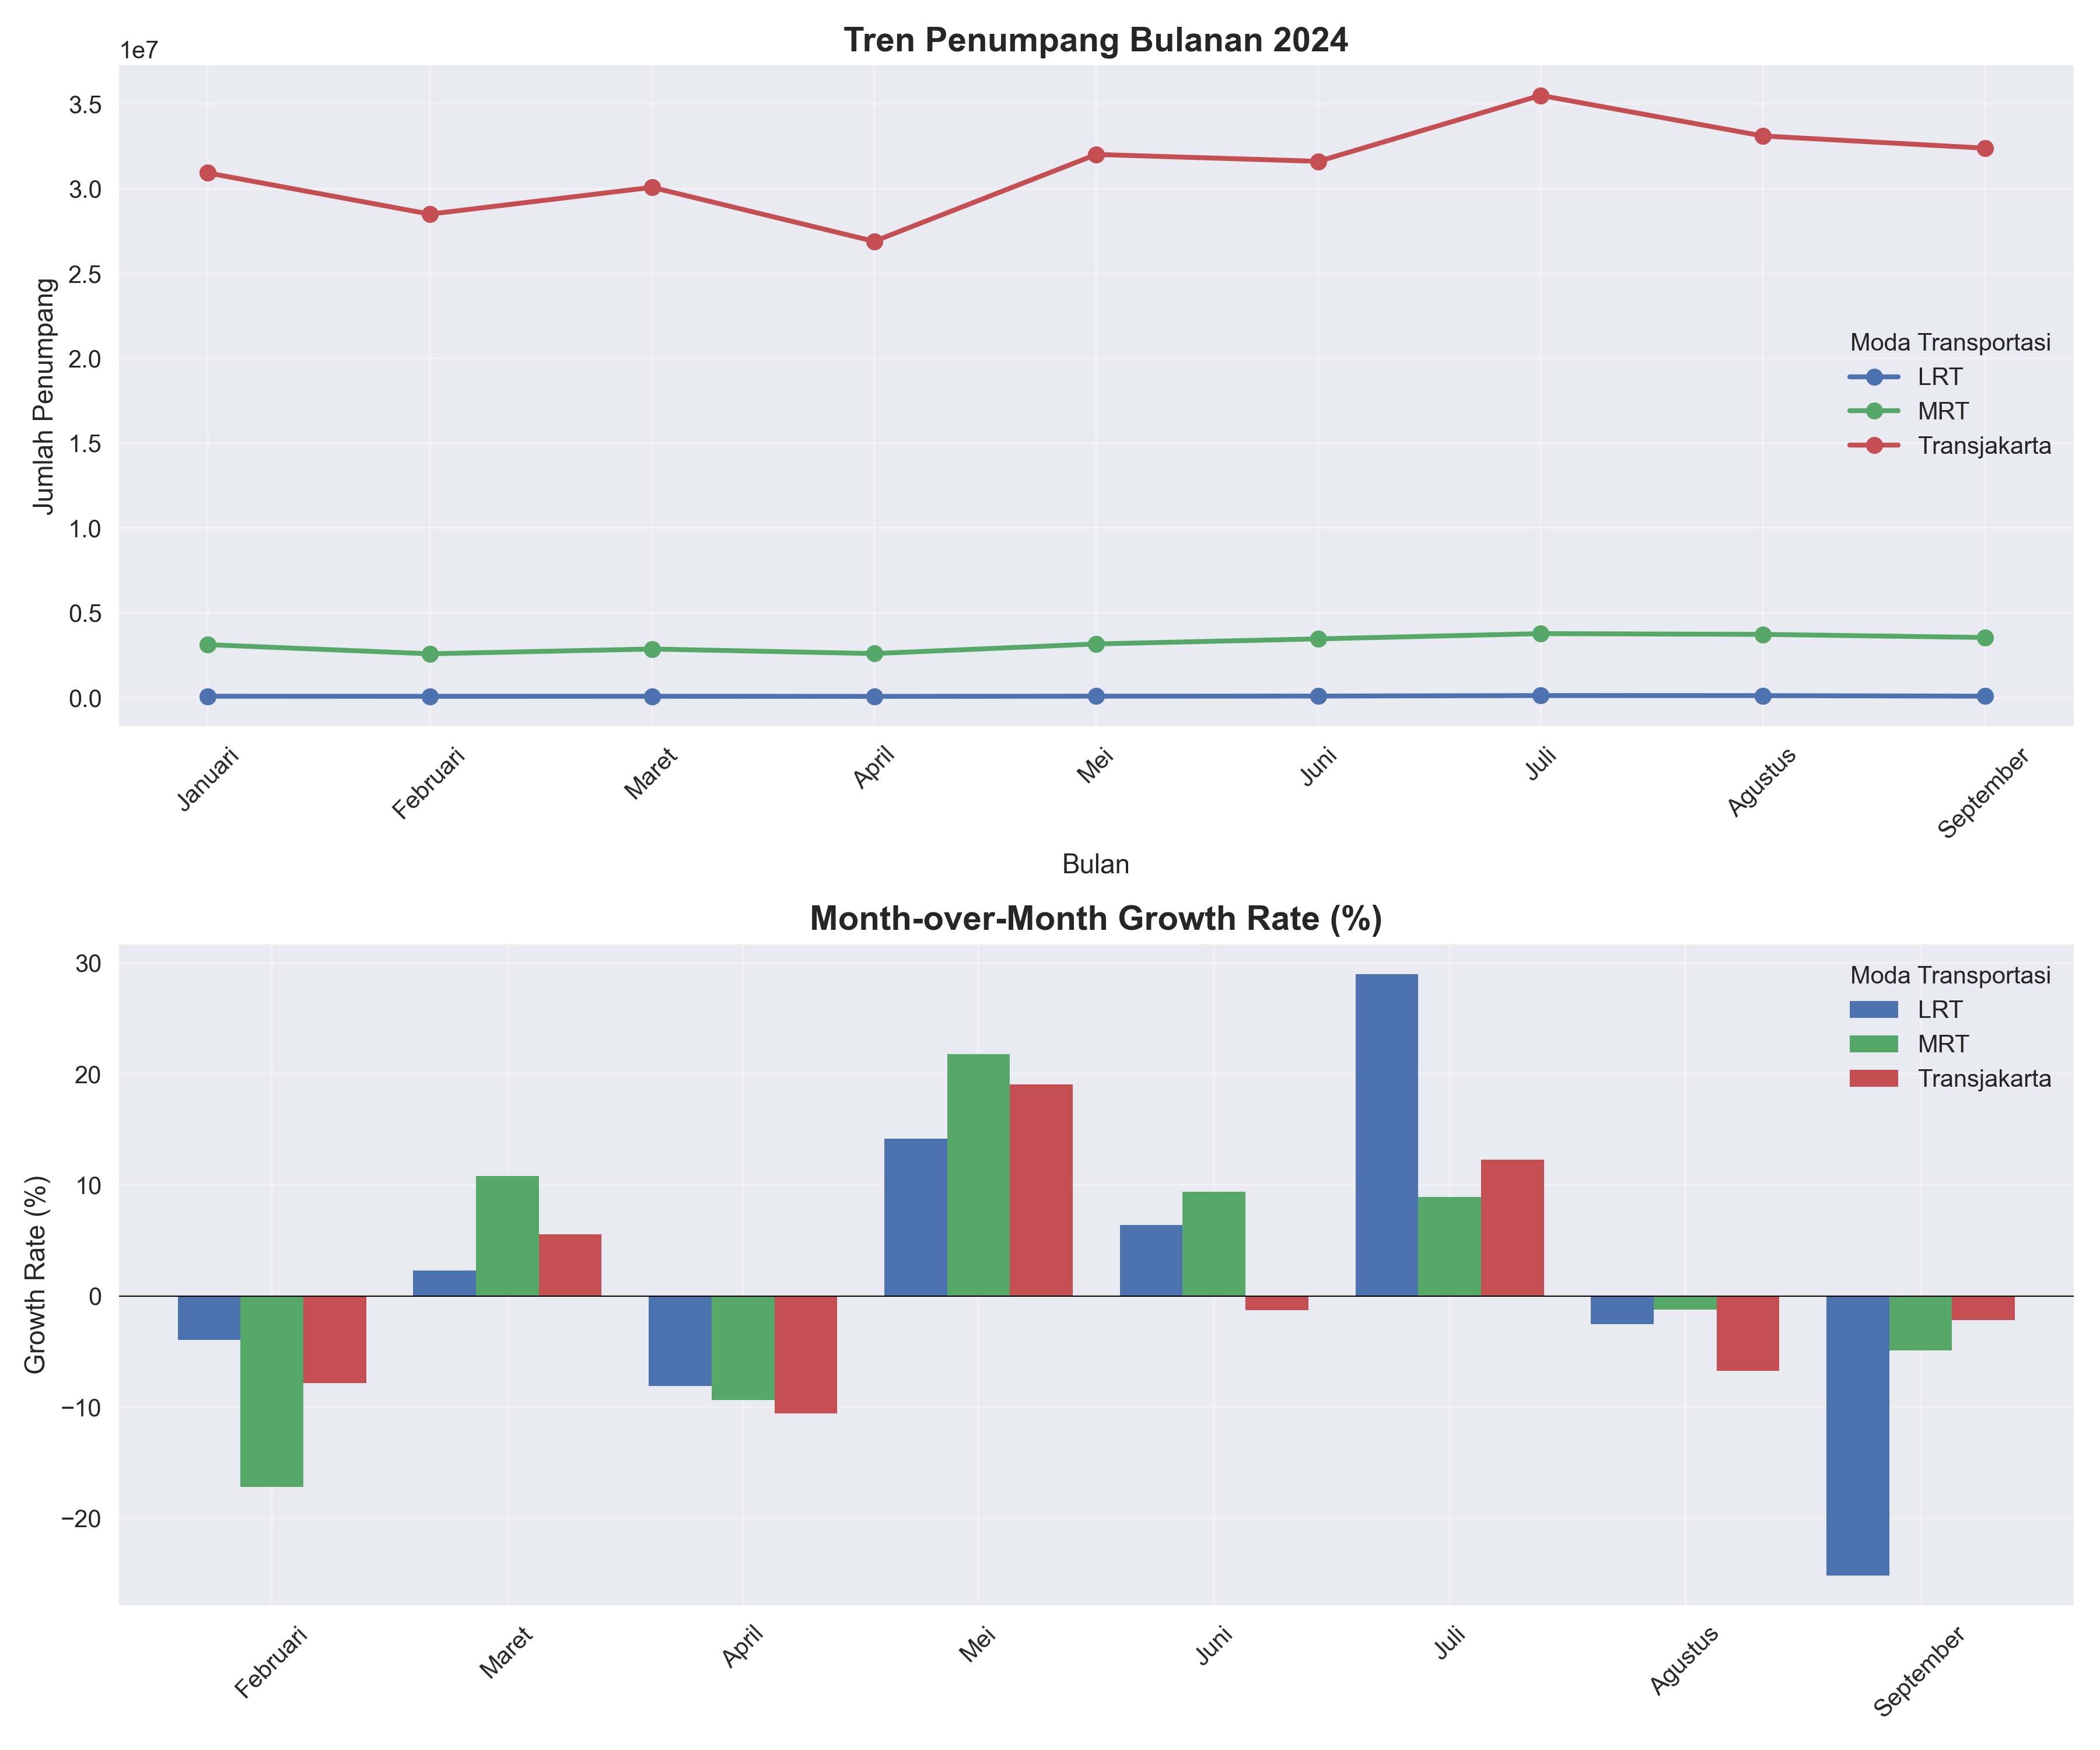 Tren Penumpang Bulanan 2024
1e7
3.5
3.0
2.5
2.0
1.5
1.0
0.5
0.0
Jumlah Penumpang
Moda Transportasi
LRT
MRT
Transjakarta
Januari
Februari
Maret
April
Mei
Juni
Juli
Agustus
September
Bulan
Month-over-Month Growth Rate (%)
30
20
10
0
−10
−20
Growth Rate (%)
Moda Transportasi
LRT
MRT
Transjakarta
Februari
Maret
April
Mei
Juni
Juli
Agustus
September